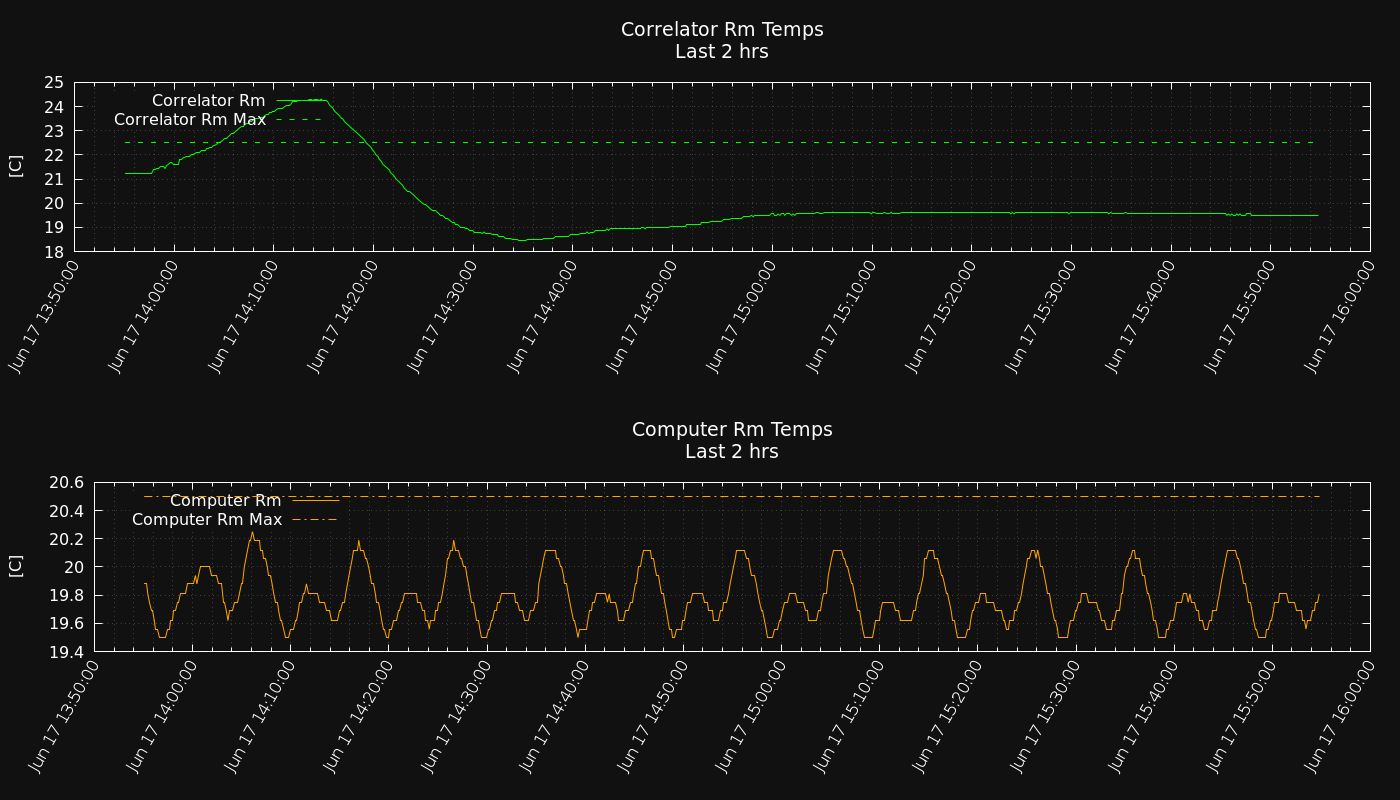 Correlator Rm Temps
Last 2 hrs
25
24
23
22
21
20
19
18
[C]
Correlator Rm
Correlator Rm Max
Jun 17 13:50:00
Jun 17 14:00:00
Jun 17 14:10:00
Jun 17 14:20:00
Jun 17 14:30:00
Jun 17 14:40:00
Jun 17 14:50:00
Jun 17 15:00:00
Jun 17 15:10:00
Jun 17 15:20:00
Jun 17 15:30:00
Jun 17 15:40:00
Jun 17 15:50:00
Jun 17 16:00:00
Computer Rm Temps
Last 2 hrs
20.6
20.4
20.2
20
19.8
19.6
19.4
[C]
Computer Rm
Computer Rm Max
Jun 17 13:50:00
Jun 17 14:00:00
Jun 17 14:10:00
Jun 17 14:20:00
Jun 17 14:30:00
Jun 17 14:40:00
Jun 17 14:50:00
Jun 17 15:00:00
Jun 17 15:10:00
Jun 17 15:20:00
Jun 17 15:30:00
Jun 17 15:40:00
Jun 17 15:50:00
Jun 17 16:00:00